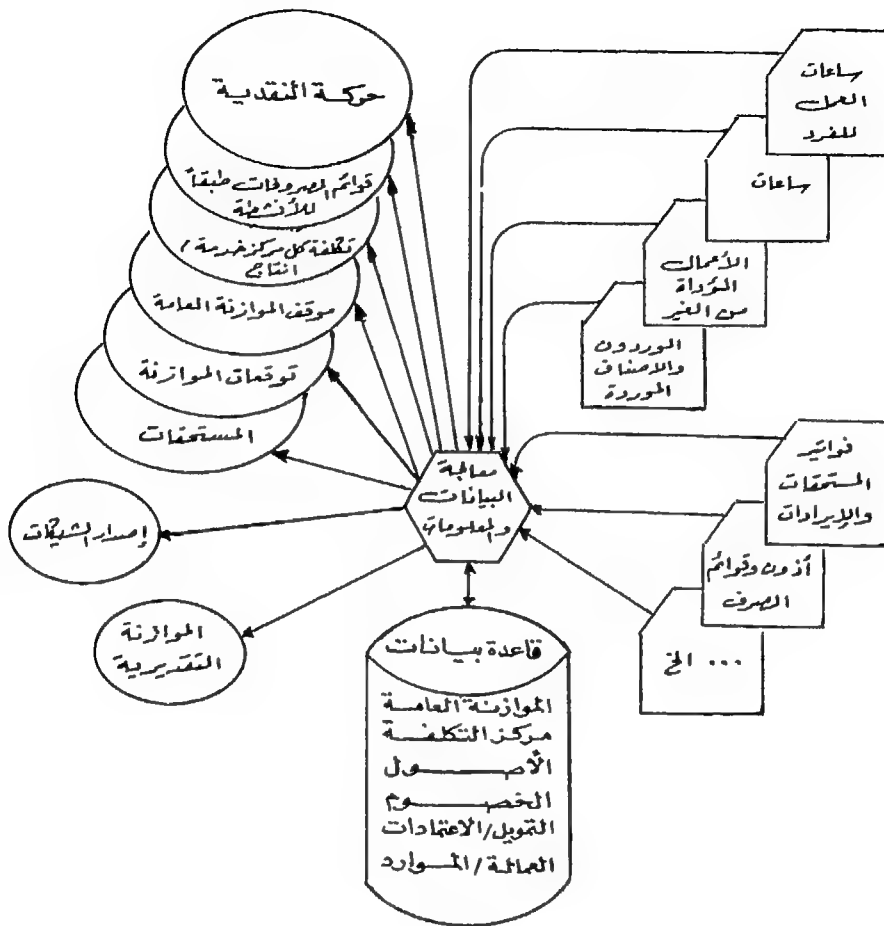 ساعات
العمل
للفرد
ساعات
الأعمال
المؤداة
من الغير
الموردون
والاصناف
الموردة
فواتير
المستحقات
والإيرادات
أذون وقوائم
الصرف
... الخ
حركة النقدية
قوائم المصروفات طبقاً
للأنشطة
تكلفة كل مركز خدمة /
انتاج
موقف الموازنة العامة
توقعات الموازنة
المستحقات
إصدار الشيكات
الموازنة
التقديرية
معالجة
البيانات
والمعلومات
قاعدة بيانات
الموازنة العامة
مركز التكلفة
الأصول
الخصوم
التمويل/الاعتمادات
العمالة/الموارد